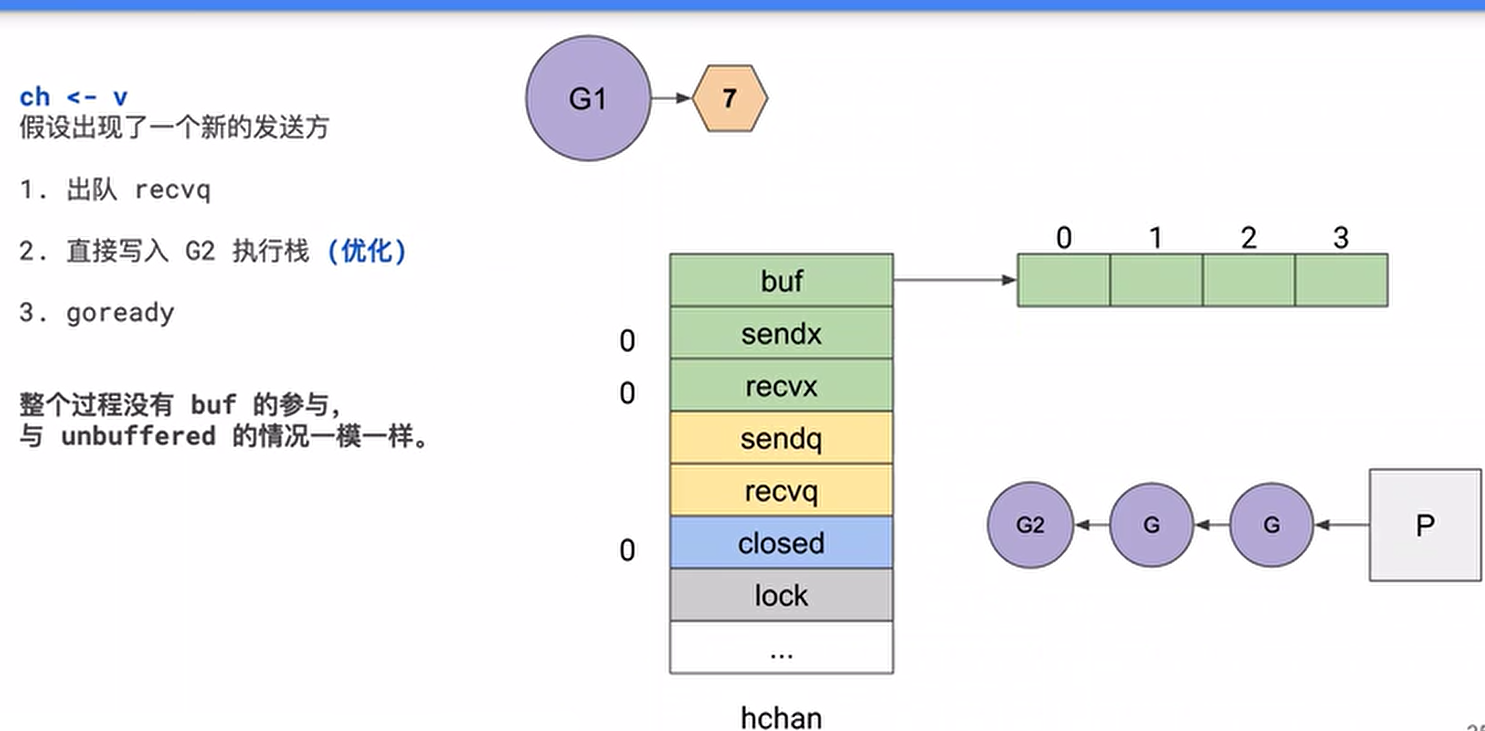 ch <- v
假设出现了一个新的发送方
1. 出队 recvq
2. 直接写入 G2 执行栈 (优化)
3. goready
整个过程没有 buf 的参与,
与 unbuffered 的情况一模一样。
G1
7
0
1
2
3
buf
0
sendx
0
recvx
sendq
recvq
0
closed
lock
...
hchan
G2
G
G
P